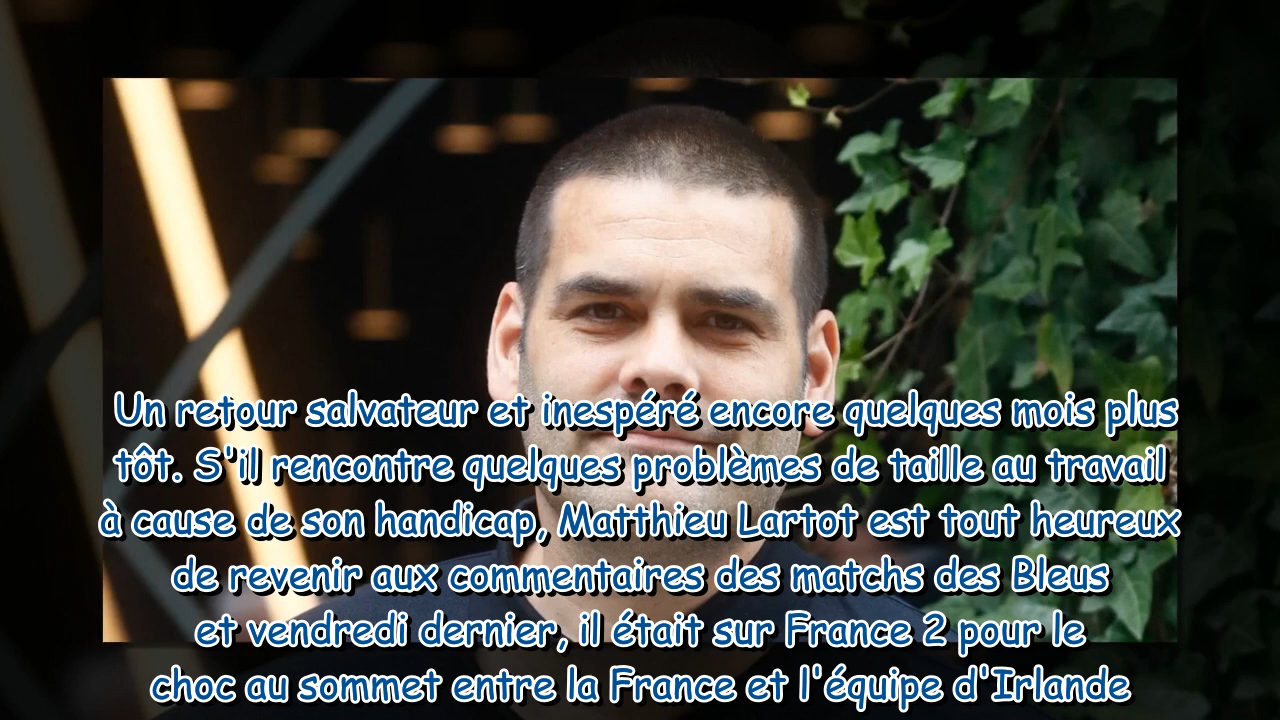 Un retour salvateur et inespéré encore quelques mois plus
tôt. S'il rencontre quelques problèmes de taille au travail
à cause de son handicap, Matthieu Lartot est tout heureux
de revenir aux commentaires des matchs des Bleus
et vendredi dernier, il était sur France 2 pour le
choc au sommet entre la France et l'équipe d'Irlande